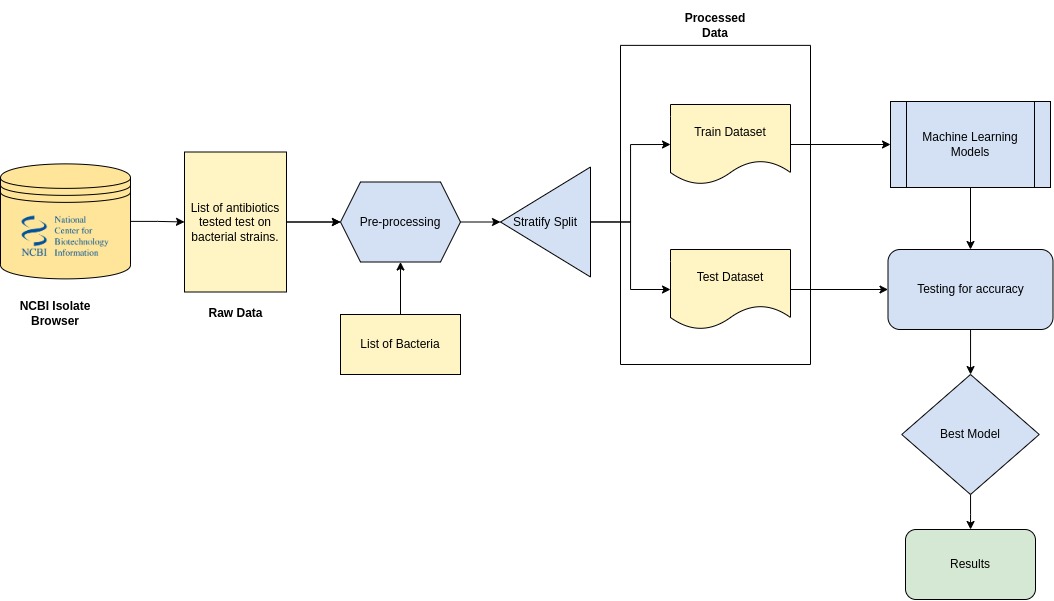 Processed
Data
Train Dataset
Machine Learning
Models
National
Center for
Biotechnology
Information
NCBI
List of antibiotics
tested test on
bacterial strains.
Pre-processing
Stratify Split
Test Dataset
Testing for accuracy
NCBI Isolate
Browser
Raw Data
List of Bacteria
Best Model
Results